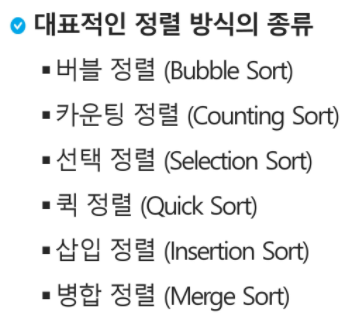 대표적인 정렬 방식의 종류
▪ 버블 정렬 (Bubble Sort)
▪ 카운팅 정렬 (Counting Sort)
▪ 선택 정렬 (Selection Sort)
▪ 퀵 정렬 (Quick Sort)
▪ 삽입 정렬 (Insertion Sort)
▪ 병합 정렬 (Merge Sort)